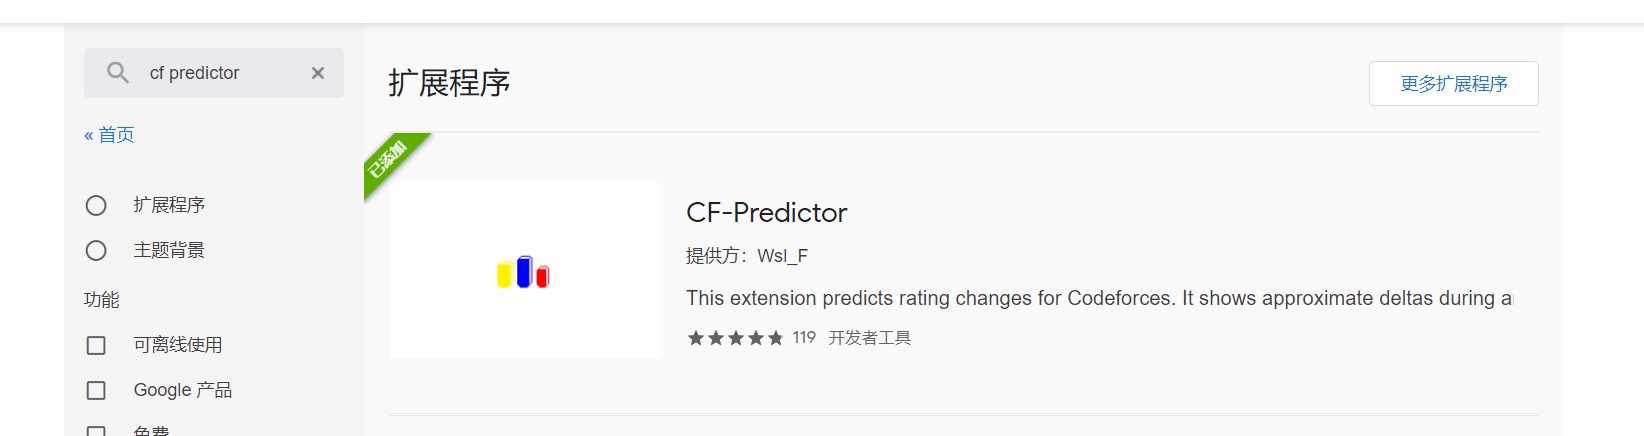 cf predictor
« 首页
扩展程序
主题背景
功能
可离线使用
Google 产品
免费
扩展程序
更多扩展程序
已添加
CF-Predictor
提供方：Wsl_F
This extension predicts rating changes for Codeforces. It shows approximate deltas during
119 开发者工具